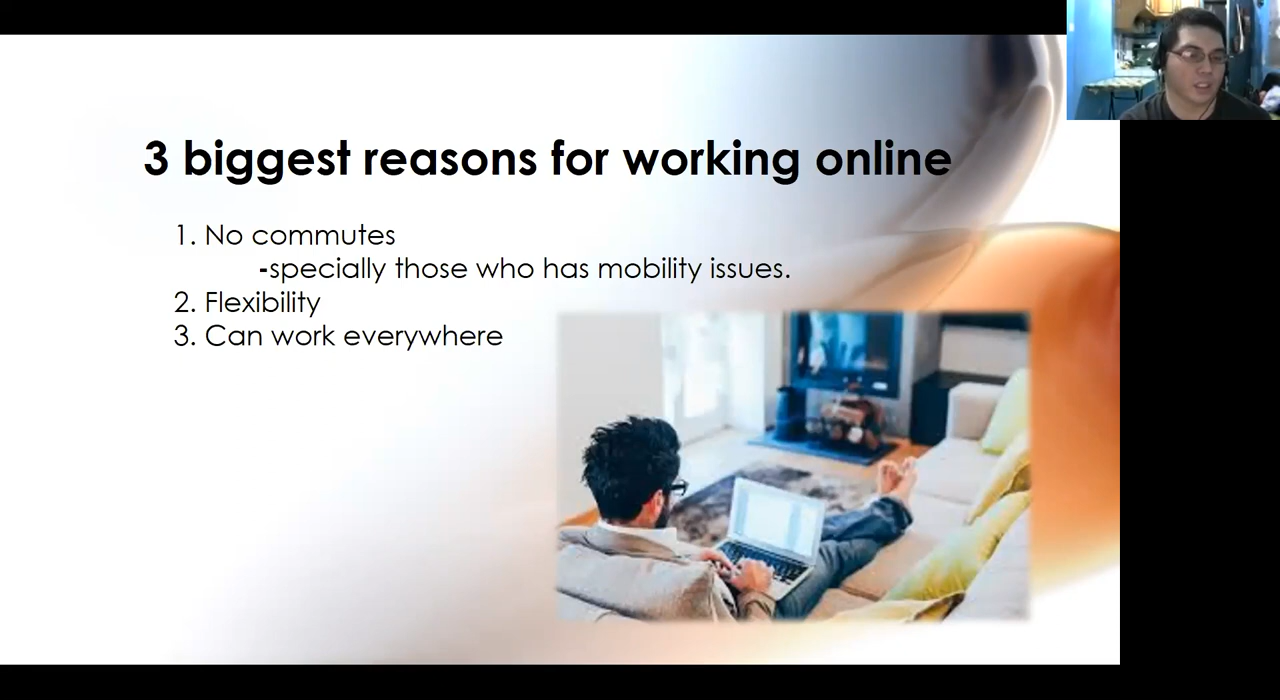 3 biggest reasons for working online
1. No commutes
-specially those who has mobility issues.
2. Flexibility
3. Can work everywhere